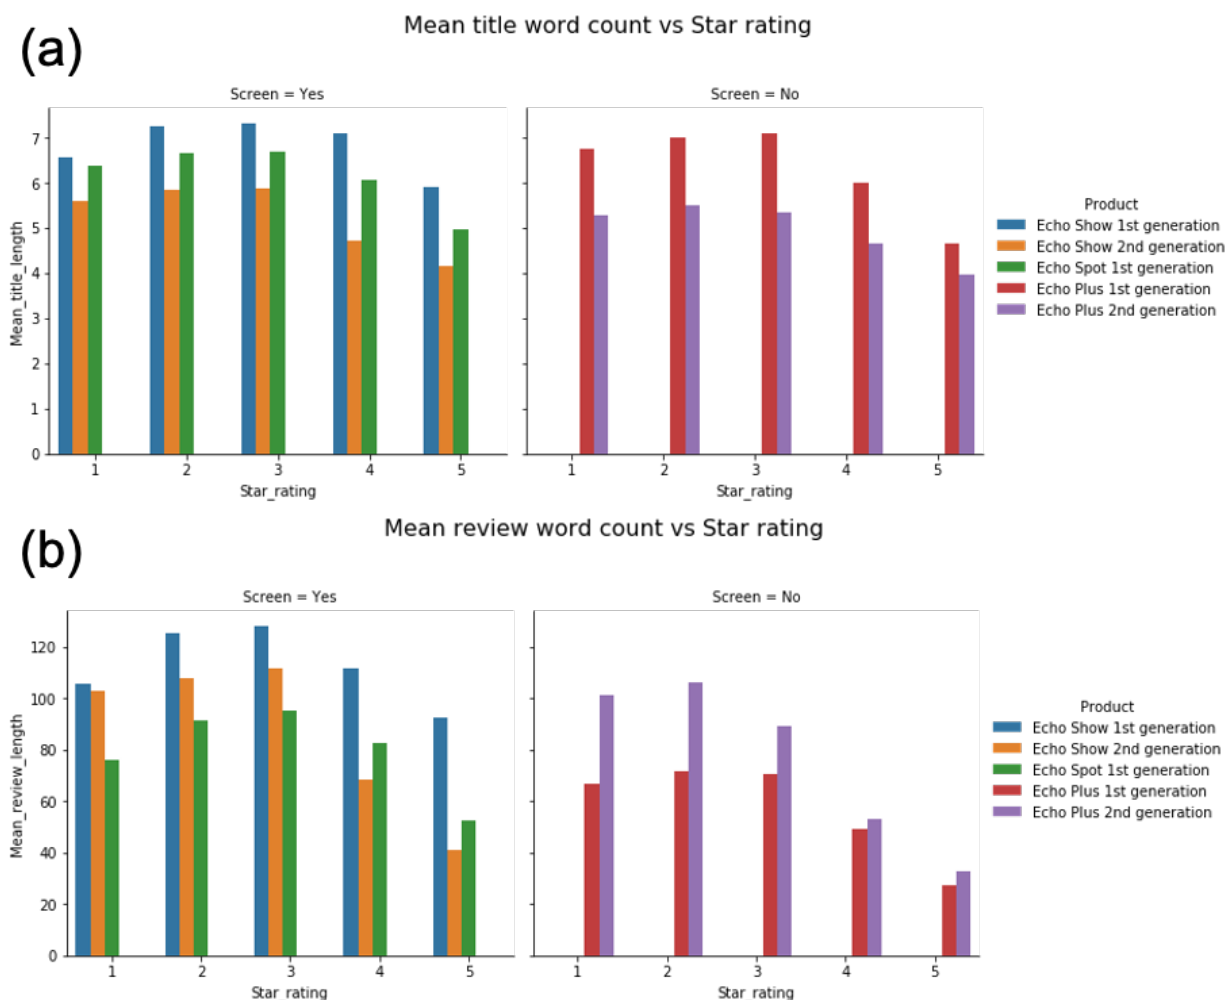 (a)
Mean title word count vs Star rating
Screen = Yes
Screen = No
Mean_title_length
7
6
5
4
3
2
1
0
1 2 3 4 5
Star_rating
1 2 3 4 5
Star_rating
Product
Echo Show 1st generation
Echo Show 2nd generation
Echo Spot 1st generation
Echo Plus 1st generation
Echo Plus 2nd generation
(b)
Mean review word count vs Star rating
Screen = Yes
Screen = No
Mean_review_length
120
100
80
60
40
20
0
1 2 3 4 5
Star_rating
1 2 3 4 5
Star_rating
Product
Echo Show 1st generation
Echo Show 2nd generation
Echo Spot 1st generation
Echo Plus 1st generation
Echo Plus 2nd generation